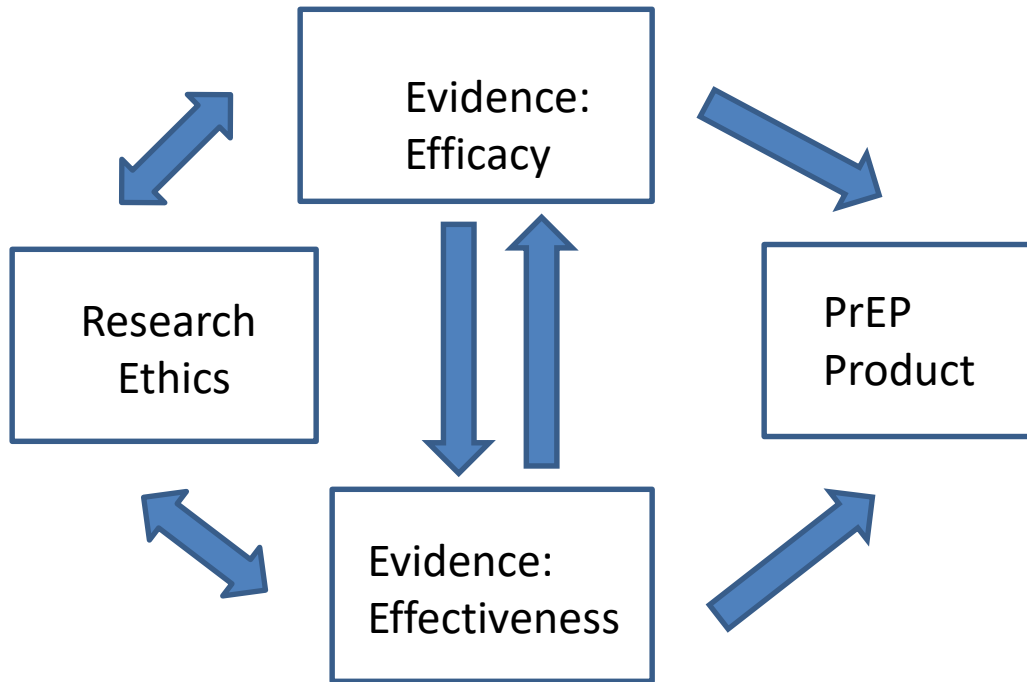 Evidence:
Efficacy
Research
Ethics
PrEP
Product
Evidence:
Effectiveness